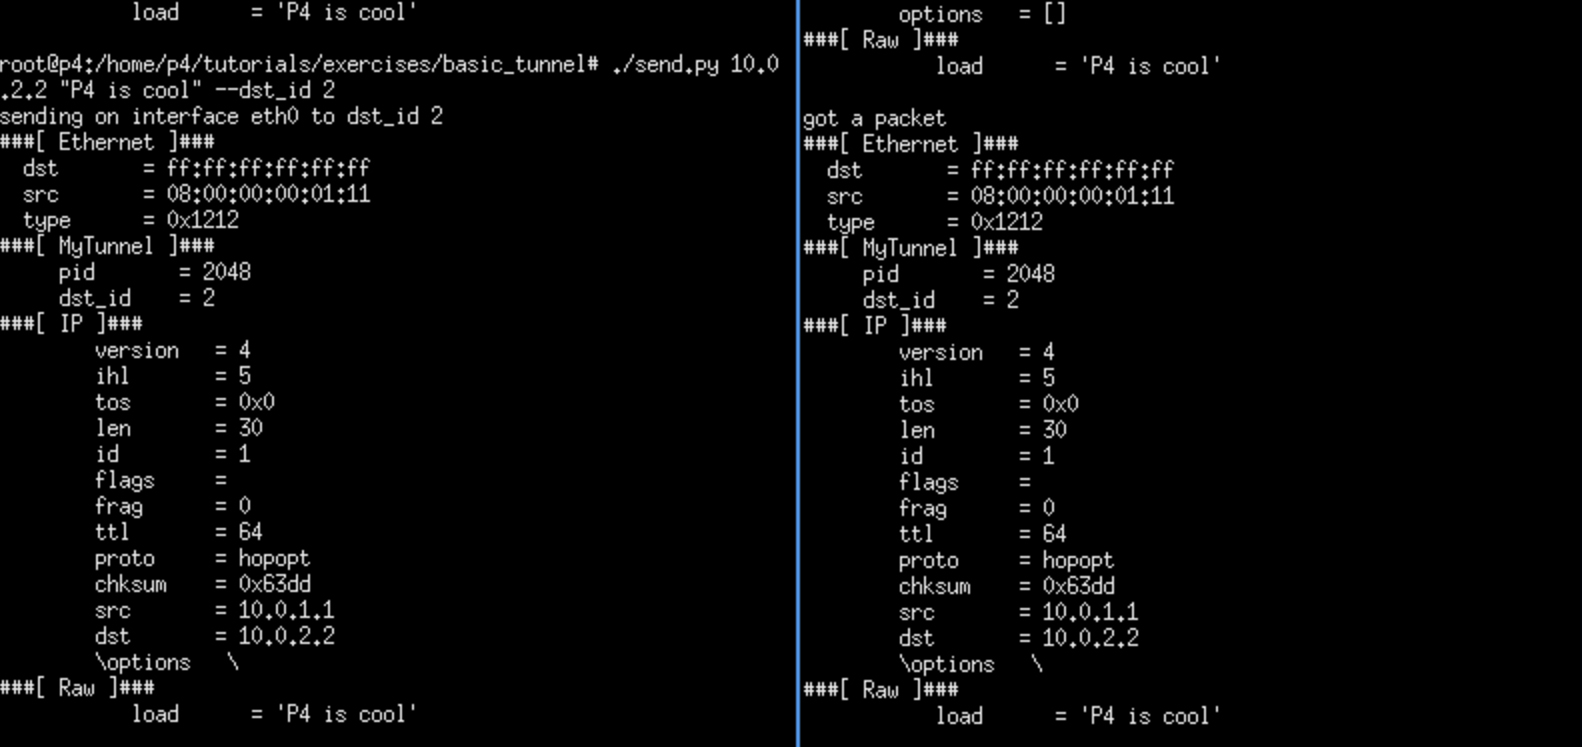 load      = 'P4 is cool'

root@p4:/home/p4/tutorials/exercises/basic_tunnel# ./send.py 10.0
.2.2 "P4 is cool" --dst_id 2
sending on interface eth0 to dst_id 2
###[ Ethernet ]###
  dst       = ff:ff:ff:ff:ff:ff
  src       = 08:00:00:00:01:11
  type      = 0x1212
###[ MyTunnel ]###
     pid       = 2048
     dst_id    = 2
###[ IP ]###
        version   = 4
        ihl       = 5
        tos       = 0x0
        len       = 30
        id        = 1
        flags     =
        frag      = 0
        ttl       = 64
        proto     = hopopt
        chksum    = 0x63dd
        src       = 10.0.1.1
        dst       = 10.0.2.2
        \options   \
###[ Raw ]###
           load      = 'P4 is cool'
        options   = []
###[ Raw ]###
           load      = 'P4 is cool'

got a packet
###[ Ethernet ]###
  dst       = ff:ff:ff:ff:ff:ff
  src       = 08:00:00:00:01:11
  type      = 0x1212
###[ MyTunnel ]###
     pid       = 2048
     dst_id    = 2
###[ IP ]###
        version   = 4
        ihl       = 5
        tos       = 0x0
        len       = 30
        id        = 1
        flags     =
        frag      = 0
        ttl       = 64
        proto     = hopopt
        chksum    = 0x63dd
        src       = 10.0.1.1
        dst       = 10.0.2.2
        \options   \
###[ Raw ]###
           load      = 'P4 is cool'